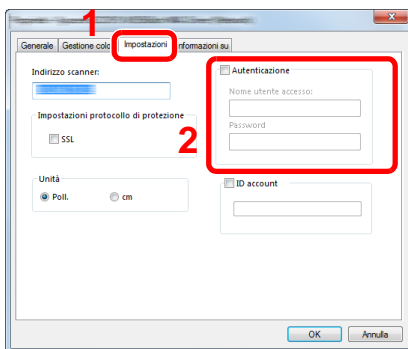 1
Generale Gestione colo Impostazioni nformazioni su
Indirizzo scanner:
Impostazioni protocollo di protezione
SSL
Unità
Poll. cm
2
Autenticazione
Nome utente accesso:
Password
ID account
OK Annulla